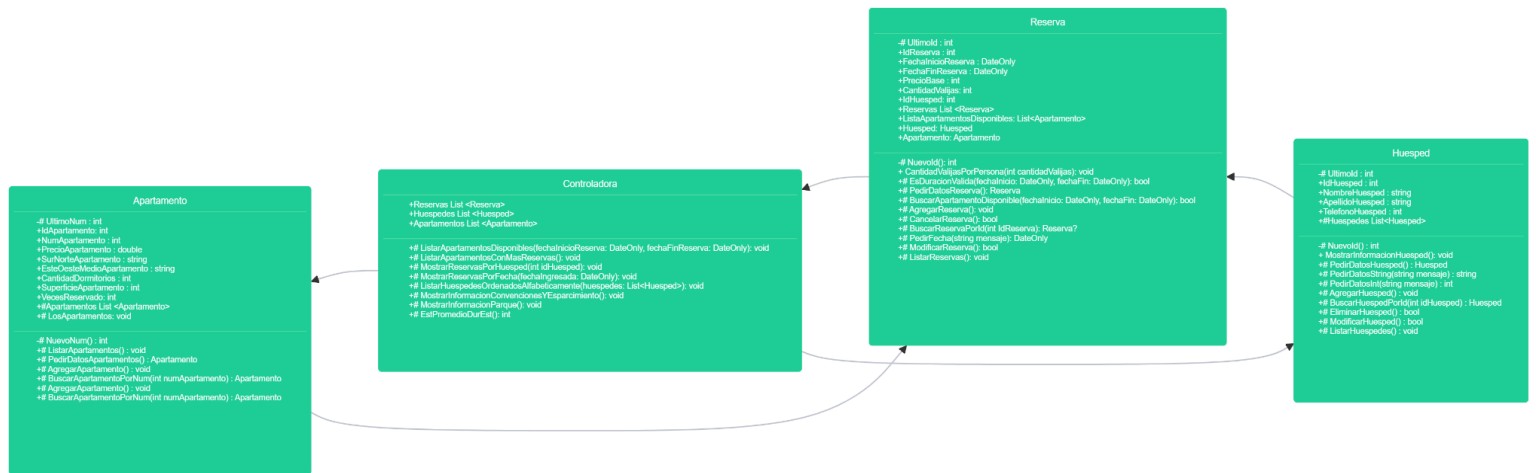 Apartamento
-# UltimoNum : int
+IdApartamento: int
+NumApartamento : int
+PrecioApartamento : double
+SurNorteApartamento : string
+EsteOesteMedioApartamento : string
+CantidadDormitorios : int
+SuperficieApartamento : int
+VecesReservado: int
+#Apartamentos List <Apartamento>
+# LosApartamentos: void
-# NuevoNum() : int
+# ListarApartamentos() : void
+# PedirDatosApartamentos() : Apartamento
+# AgregarApartamento() : void
+# BuscarApartamentoPorNum(int numApartamento) : Apartamento
+# AgregarApartamento() : void
+# BuscarApartamentoPorNum(int numApartamento) : Apartamento
Controladora
+Reservas List <Reserva>
+Huespedes List <Huesped>
+Apartamentos List <Apartamento>
+# ListarApartamentosDisponibles(fechaInicioReserva: DateOnly, fechaFinReserva: DateOnly): void
+# ListarApartamentosConMasReservas(): void
+# MostrarReservasPorHuesped(int idHuesped): void
+# MostrarReservasPorFecha(fechaIngresada: DateOnly): void
+# ListarHuespedesOrdenadosAlfabeticamente(huespedes: List<Huesped>): void
+# MostrarInformacionConvencionesYEsparcimiento(): void
+# MostrarInformacionParque(): void
+# EstPromedioDurEst(): int
Reserva
-# UltimoId : int
+IdReserva : int
+FechaInicioReserva : DateOnly
+FechaFinReserva : DateOnly
+PrecioBase : int
+CantidadValijas: int
+IdHuesped: int
+Reservas List <Reserva>
+ListaApartamentosDisponibles: List<Apartamento>
+Huesped: Huesped
+Apartamento: Apartamento
-# NuevoId(): int
+ CantidadValijasPorPersona(int cantidadValijas): void
+# EsDuracionValida(fechaInicio: DateOnly, fechaFin: DateOnly): bool
+# PedirDatosReserva(): Reserva
+# BuscarApartamentoDisponible(fechaInicio: DateOnly, fechaFin: DateOnly): bool
+# AgregarReserva(): void
+# CancelarReserva(): bool
+# BuscarReservaPorId(int IdReserva): Reserva?
+# PedirFecha(string mensaje): DateOnly
+# ModificarReserva(): bool
+# ListarReservas(): void
Huesped
-# UltimoId : int
+IdHuesped : int
+NombreHuesped : string
+ApellidoHuesped : string
+TelefonoHuesped : int
+#Huespedes List<Huesped>
-# NuevoId() : int
+ MostrarInformacionHuesped(): void
+# PedirDatosHuesped() : Huesped
+# PedirDatosString(string mensaje) : string
+# PedirDatosInt(string mensaje) : int
+# AgregarHuesped() : void
+# BuscarHuespedPorId(int idHuesped) : Huesped
+# EliminarHuesped() : bool
+# ModificarHuesped() : bool
+# ListarHuespedes() : void